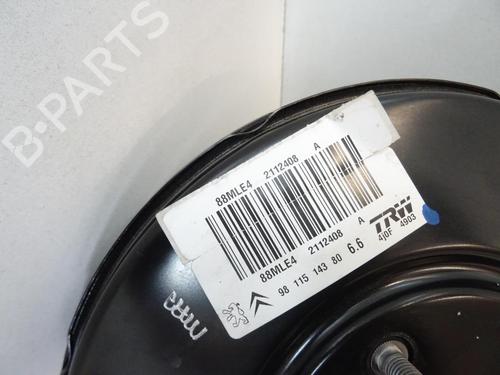 B-PARTS
88MLE4 2112408 A
88MLE4 2112408 A
98 115 143 80 6.6
TRW
4j0F 4903